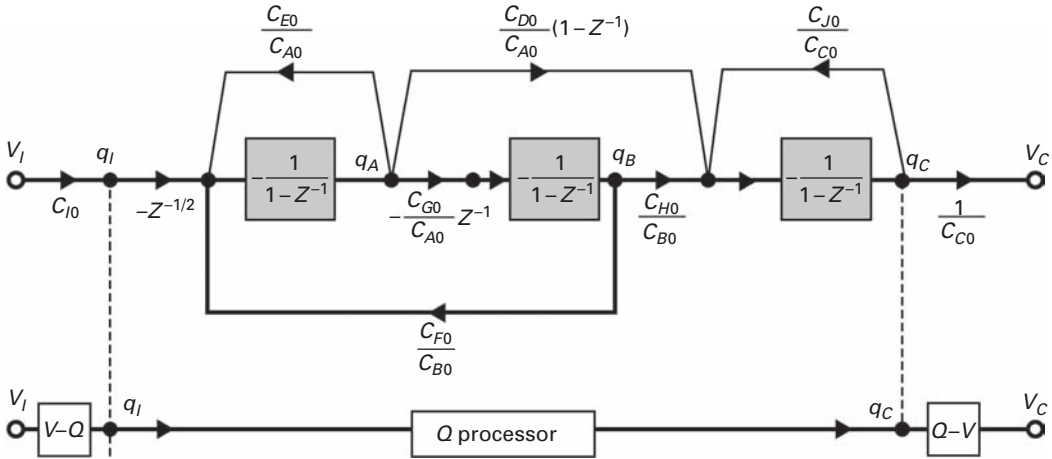 C_E0/C_A0
C_D0/C_A0 (1–Z^–1)
C_J0/C_C0
V_I
q_I
–1/(1–Z^–1)
q_A
–1/(1–Z^–1)
q_B
–1/(1–Z^–1)
q_C
V_C
C_I0
–Z^–1/2
–C_G0/C_A0 Z^–1
C_H0/C_B0
1/C_C0
C_F0/C_B0
V_I
V–Q
q_I
Q processor
q_C
Q–V
V_C